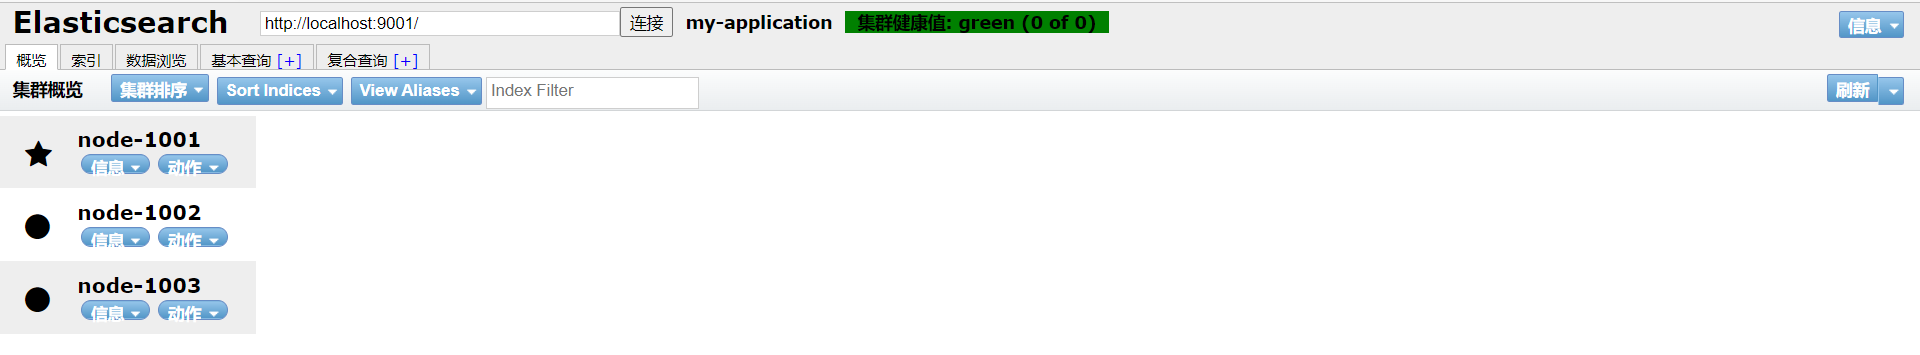 Elasticsearch http://localhost:9001/ 连接 my-application 集群健康值: green (0 of 0) 信息
概览 索引 数据浏览 基本查询 [+] 复合查询 [+]
集群概览 集群排序 Sort Indices View Aliases Index Filter 刷新
node-1001
信息 动作
node-1002
信息 动作
node-1003
信息 动作